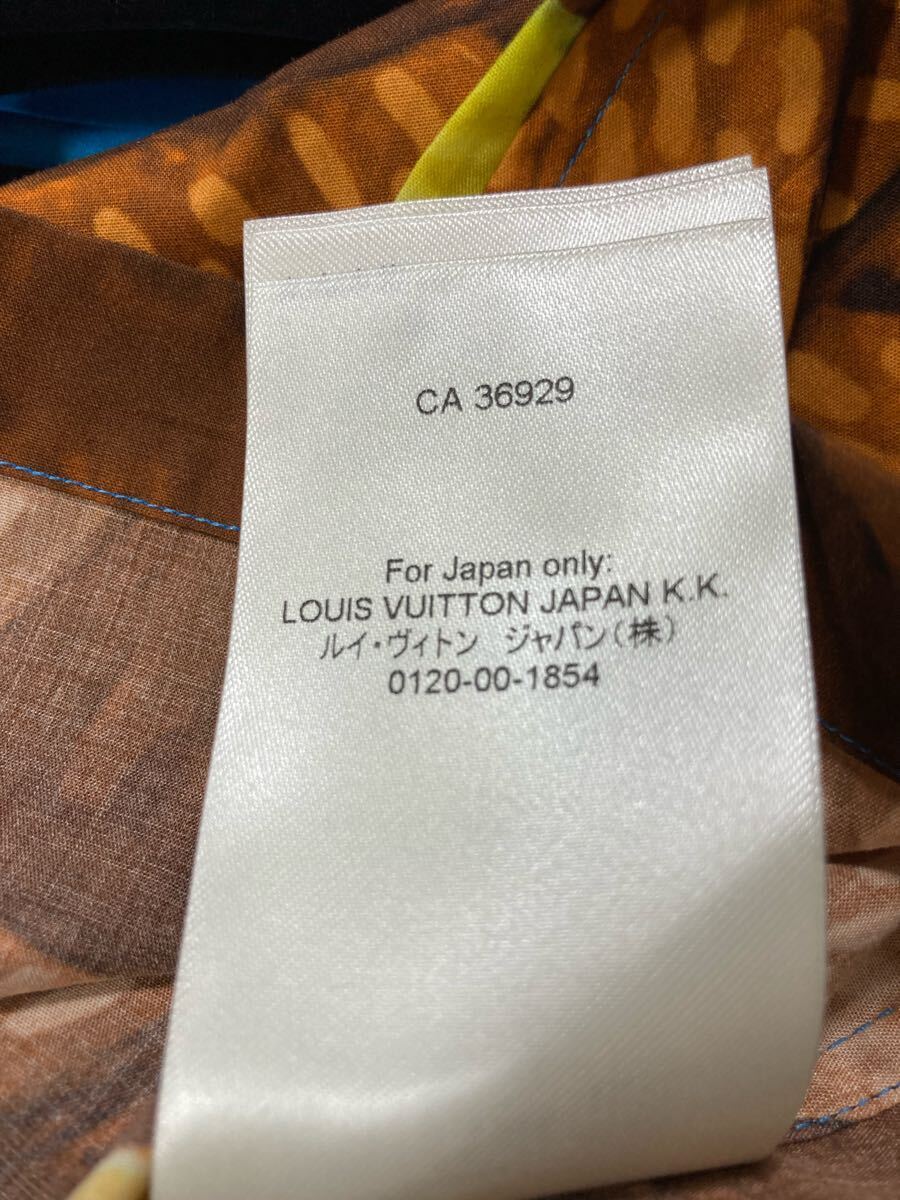 CA 36929
For Japan only:
LOUIS VUITTON JAPAN K.K.
ルイ・ヴィトン　ジャパン(株)
0120-00-1854